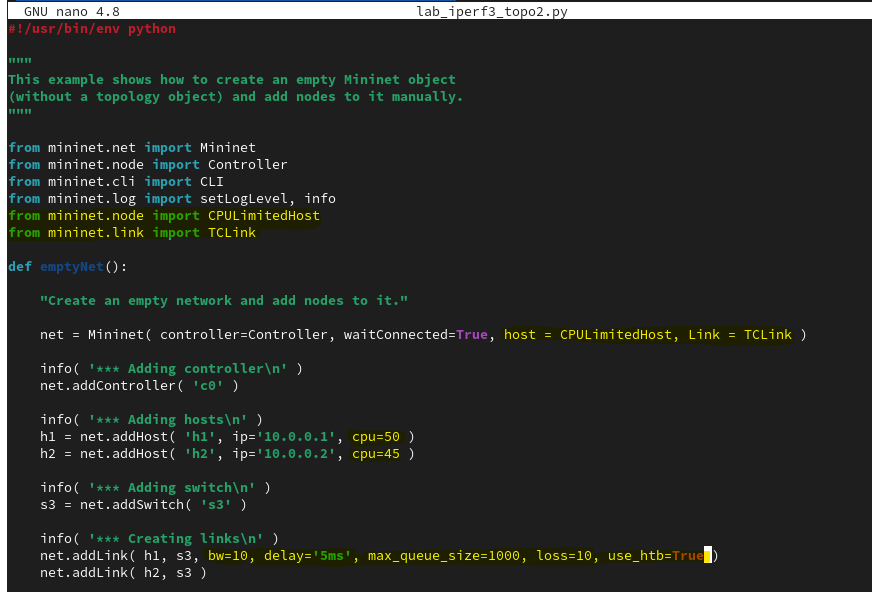 GNU nano 4.8 lab_iperf3_topo2.py
#!/usr/bin/env python
"""
This example shows how to create an empty Mininet object
(without a topology object) and add nodes to it manually.
"""
from mininet.net import Mininet
from mininet.node import Controller
from mininet.cli import CLI
from mininet.log import setLogLevel, info
from mininet.node import CPULimitedHost
from mininet.link import TCLink
def emptyNet():
"Create an empty network and add nodes to it."
net = Mininet( controller=Controller, waitConnected=True, host = CPULimitedHost, Link = TCLink )
info( '*** Adding controller\n' )
net.addController( 'c0' )
info( '*** Adding hosts\n' )
h1 = net.addHost( 'h1', ip='10.0.0.1', cpu=50 )
h2 = net.addHost( 'h2', ip='10.0.0.2', cpu=45 )
info( '*** Adding switch\n' )
s3 = net.addSwitch( 's3' )
info( '*** Creating links\n' )
net.addLink( h1, s3, bw=10, delay='5ms', max_queue_size=1000, loss=10, use_htb=True )
net.addLink( h2, s3 )